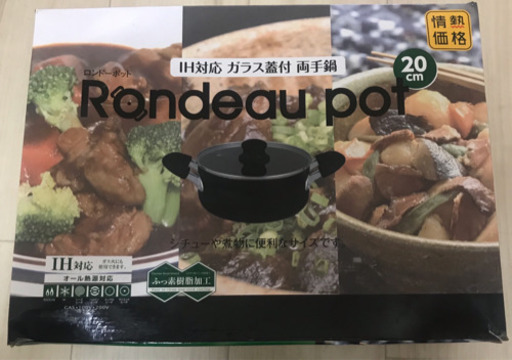 情熱
価格
IH対応 ガラス蓋付 両手鍋
20
cm
ロンドーポット
Rondeau pot
シチューや煮物に便利なサイズです
IH対応
オール熱源対応
ふっ素樹脂加工